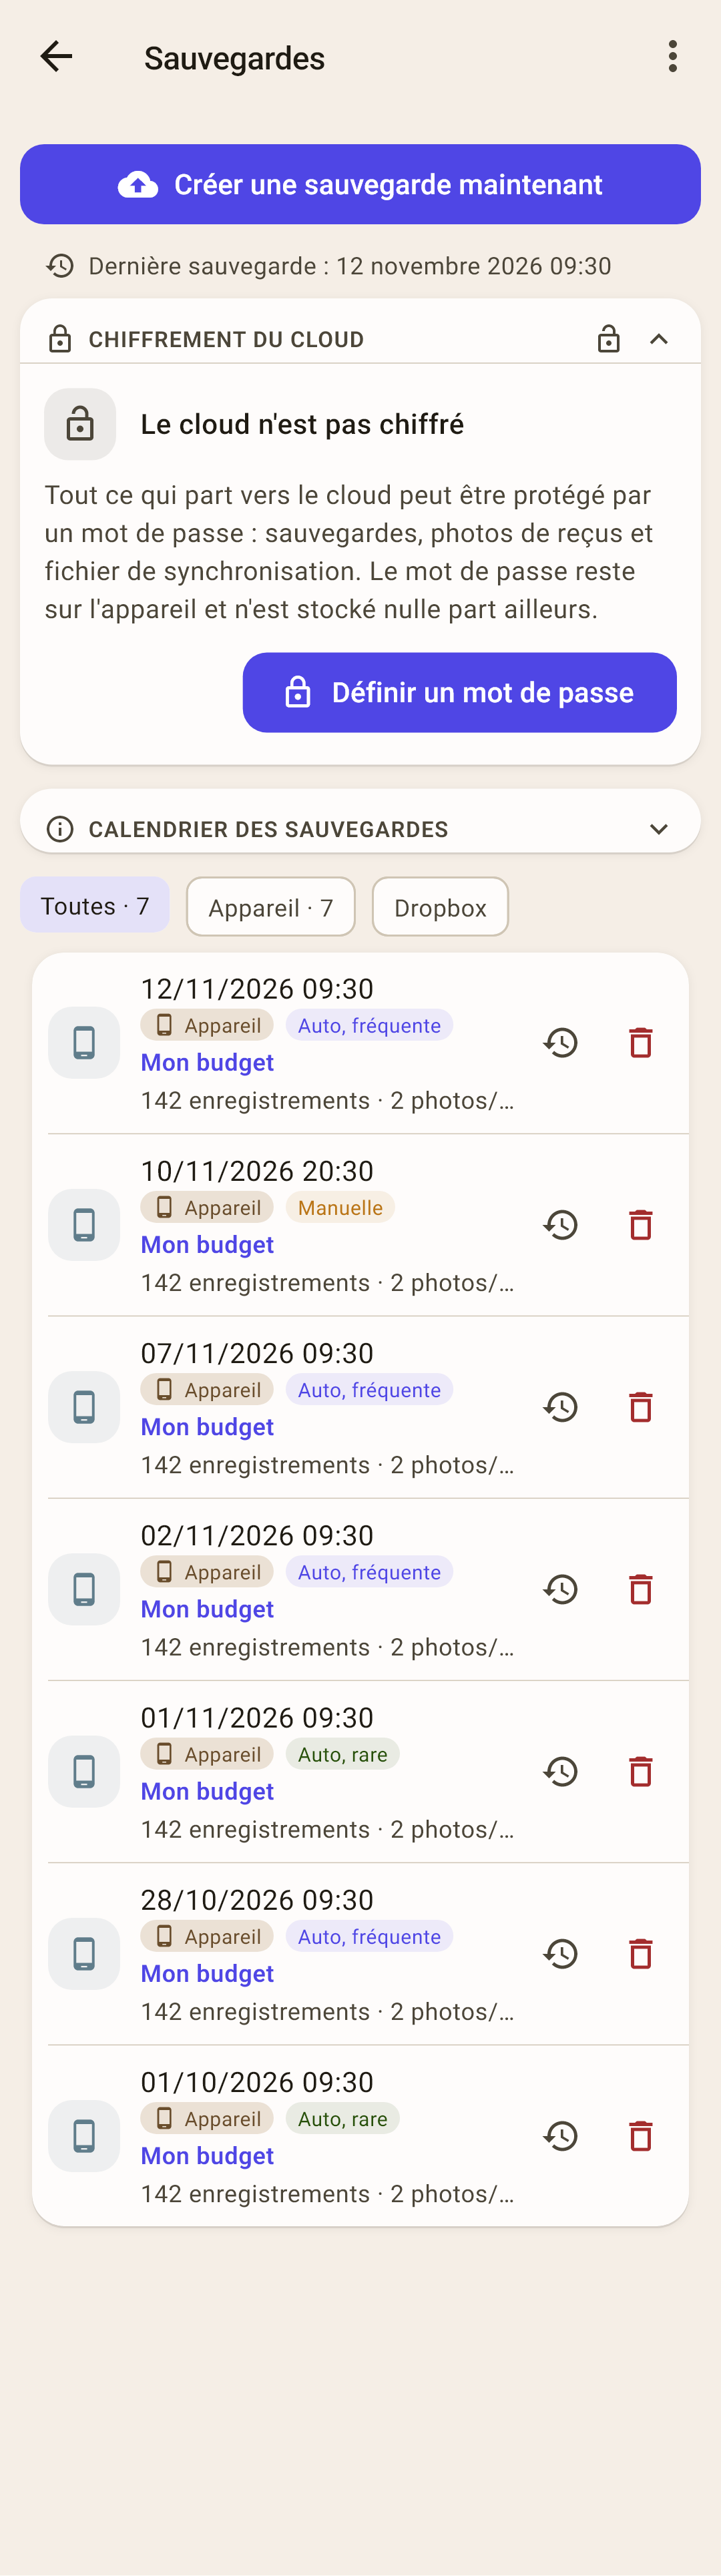 Sauvegardes
Créer une sauvegarde maintenant
Dernière sauvegarde : 12 novembre 2026 09:30
CHIFFREMENT DU CLOUD
Le cloud n'est pas chiffré
Tout ce qui part vers le cloud peut être protégé par
un mot de passe : sauvegardes, photos de reçus et
fichier de synchronisation. Le mot de passe reste
sur l'appareil et n'est stocké nulle part ailleurs.
Définir un mot de passe
CALENDRIER DES SAUVEGARDES
Toutes · 7 Appareil · 7 Dropbox
12/11/2026 09:30
Appareil Auto, fréquente
Mon budget
142 enregistrements · 2 photos/…
10/11/2026 20:30
Appareil Manuelle
Mon budget
142 enregistrements · 2 photos/…
07/11/2026 09:30
Appareil Auto, fréquente
Mon budget
142 enregistrements · 2 photos/…
02/11/2026 09:30
Appareil Auto, fréquente
Mon budget
142 enregistrements · 2 photos/…
01/11/2026 09:30
Appareil Auto, rare
Mon budget
142 enregistrements · 2 photos/…
28/10/2026 09:30
Appareil Auto, fréquente
Mon budget
142 enregistrements · 2 photos/…
01/10/2026 09:30
Appareil Auto, rare
Mon budget
142 enregistrements · 2 photos/…